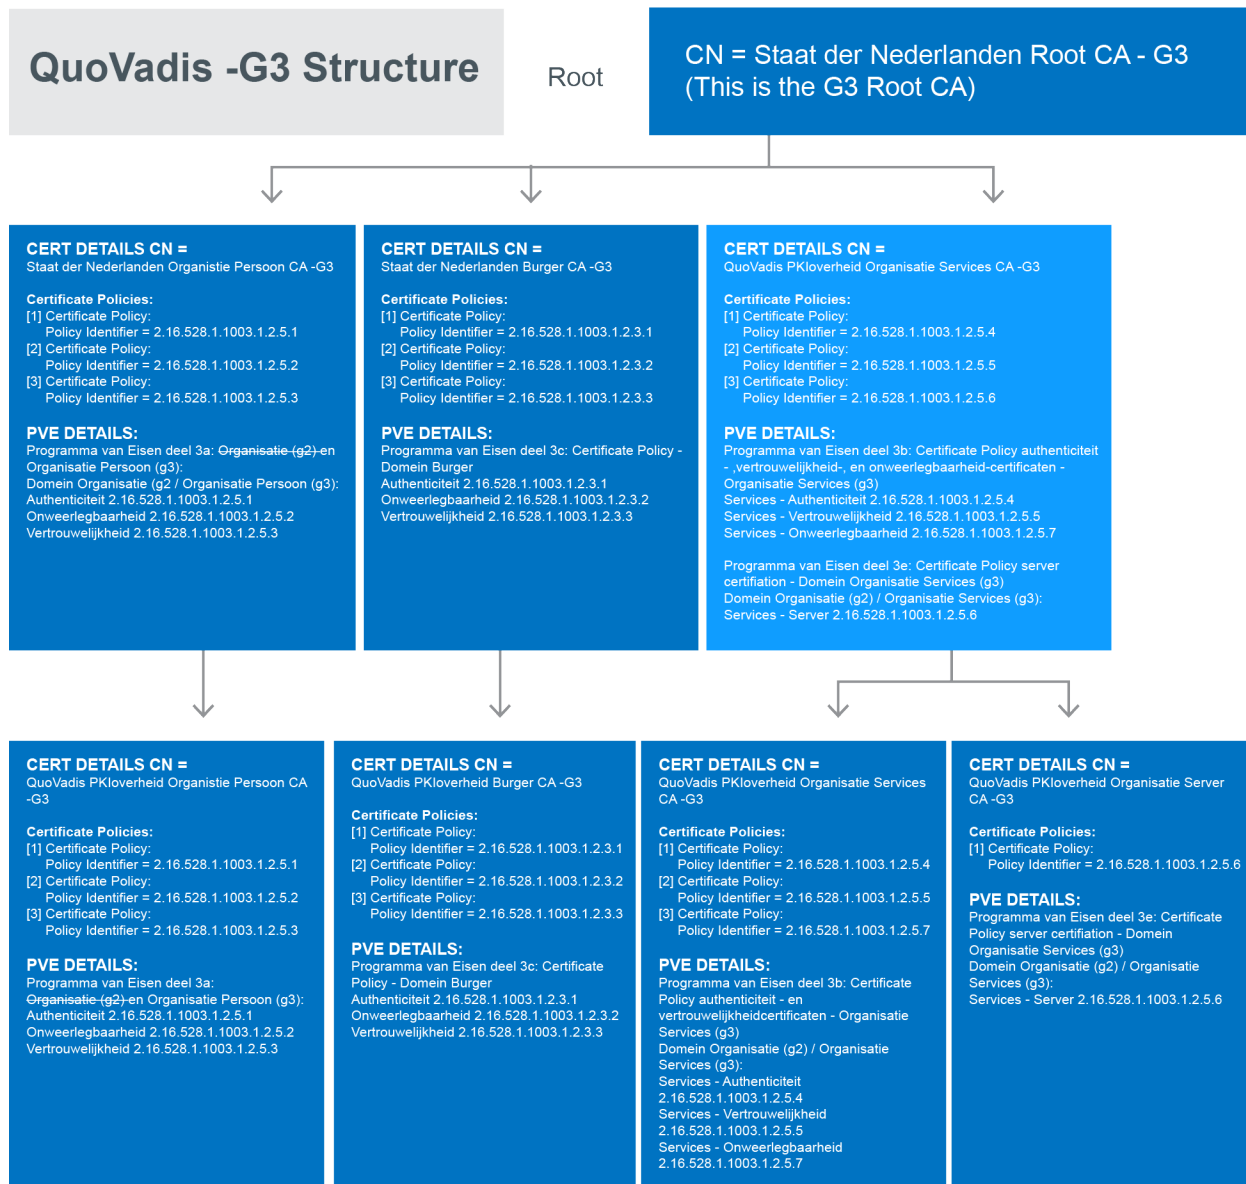 QuoVadis -G3 Structure
Root
CN = Staat der Nederlanden Root CA - G3
(This is the G3 Root CA)
CERT DETAILS CN =
Staat der Nederlanden Organistie Persoon CA -G3
Certificate Policies:
[1] Certificate Policy:
Policy Identifier = 2.16.528.1.1003.1.2.5.1
[2] Certificate Policy:
Policy Identifier = 2.16.528.1.1003.1.2.5.2
[3] Certificate Policy:
Policy Identifier = 2.16.528.1.1003.1.2.5.3
PVE DETAILS:
Programma van Eisen deel 3a: Organisatie (g2) en
Organisatie Persoon (g3):
Domein Organisatie (g2 / Organisatie Persoon (g3):
Authenticiteit 2.16.528.1.1003.1.2.5.1
Onweerlegbaarheid 2.16.528.1.1003.1.2.5.2
Vertrouwelijkheid 2.16.528.1.1003.1.2.5.3
CERT DETAILS CN =
Staat der Nederlanden Burger CA -G3
Certificate Policies:
[1] Certificate Policy:
Policy Identifier = 2.16.528.1.1003.1.2.3.1
[2] Certificate Policy:
Policy Identifier = 2.16.528.1.1003.1.2.3.2
[3] Certificate Policy:
Policy Identifier = 2.16.528.1.1003.1.2.3.3
PVE DETAILS:
Programma van Eisen deel 3c: Certificate Policy -
Domein Burger
Authenticiteit 2.16.528.1.1003.1.2.3.1
Onweerlegbaarheid 2.16.528.1.1003.1.2.3.2
Vertrouwelijkheid 2.16.528.1.1003.1.2.3.3
CERT DETAILS CN =
QuoVadis PKIoverheid Organisatie Services CA -G3
Certificate Policies:
[1] Certificate Policy:
Policy Identifier = 2.16.528.1.1003.1.2.5.4
[2] Certificate Policy:
Policy Identifier = 2.16.528.1.1003.1.2.5.5
[3] Certificate Policy:
Policy Identifier = 2.16.528.1.1003.1.2.5.6
PVE DETAILS:
Programma van Eisen deel 3b: Certificate Policy authenticiteit
- ,vertrouwelijkheid-, en onweerlegbaarheid-certificaten -
Organisatie Services (g3)
Services - Authenticiteit 2.16.528.1.1003.1.2.5.4
Services - Vertrouwelijkheid 2.16.528.1.1003.1.2.5.5
Services - Onweerlegbaarheid 2.16.528.1.1003.1.2.5.7
Programma van Eisen deel 3e: Certificate Policy server
certifiation - Domein Organisatie Services (g3)
Domein Organisatie (g2) / Organisatie Services (g3):
Services - Server 2.16.528.1.1003.1.2.5.6
CERT DETAILS CN =
QuoVadis PKIoverheid Organistie Persoon CA
-G3
Certificate Policies:
[1] Certificate Policy:
Policy Identifier = 2.16.528.1.1003.1.2.5.1
[2] Certificate Policy:
Policy Identifier = 2.16.528.1.1003.1.2.5.2
[3] Certificate Policy:
Policy Identifier = 2.16.528.1.1003.1.2.5.3
PVE DETAILS:
Programma van Eisen deel 3a:
Organisatie (g2) en Organisatie Persoon (g3):
Authenticiteit 2.16.528.1.1003.1.2.5.1
Onweerlegbaarheid 2.16.528.1.1003.1.2.5.2
Vertrouwelijkheid 2.16.528.1.1003.1.2.5.3
CERT DETAILS CN =
QuoVadis PKIoverheid Burger CA -G3
Certificate Policies:
[1] Certificate Policy:
Policy Identifier = 2.16.528.1.1003.1.2.3.1
[2] Certificate Policy:
Policy Identifier = 2.16.528.1.1003.1.2.3.2
[3] Certificate Policy:
Policy Identifier = 2.16.528.1.1003.1.2.3.3
PVE DETAILS:
Programma van Eisen deel 3c: Certificate
Policy - Domein Burger
Authenticiteit 2.16.528.1.1003.1.2.3.1
Onweerlegbaarheid 2.16.528.1.1003.1.2.3.2
Vertrouwelijkheid 2.16.528.1.1003.1.2.3.3
CERT DETAILS CN =
QuoVadis PKIoverheid Organisatie Services
CA -G3
Certificate Policies:
[1] Certificate Policy:
Policy Identifier = 2.16.528.1.1003.1.2.5.4
[2] Certificate Policy:
Policy Identifier = 2.16.528.1.1003.1.2.5.5
[3] Certificate Policy:
Policy Identifier = 2.16.528.1.1003.1.2.5.7
PVE DETAILS:
Programma van Eisen deel 3b: Certificate
Policy authenticiteit - en
vertrouwelijkheidcertificaten - Organisatie
Services (g3)
Domein Organisatie (g2) / Organisatie
Services (g3):
Services - Authenticiteit
2.16.528.1.1003.1.2.5.4
Services - Vertrouwelijkheid
2.16.528.1.1003.1.2.5.5
Services - Onweerlegbaarheid
2.16.528.1.1003.1.2.5.7
CERT DETAILS CN =
QuoVadis PKIoverheid Organisatie Server
CA -G3
Certificate Policies:
[1] Certificate Policy:
Policy Identifier = 2.16.528.1.1003.1.2.5.6
PVE DETAILS:
Programma van Eisen deel 3e: Certificate
Policy server certifiation - Domein
Organisatie Services (g3)
Domein Organisatie (g2) / Organisatie
Services (g3):
Services - Server 2.16.528.1.1003.1.2.5.6